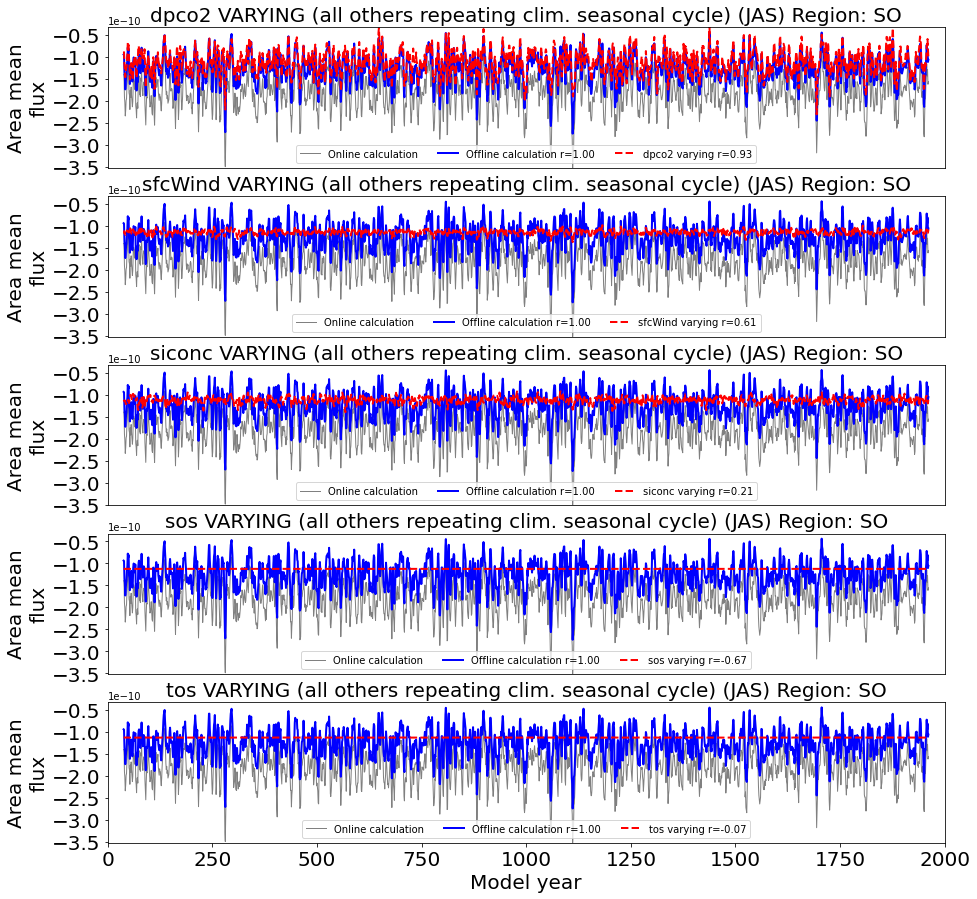 dpco2 VARYING (all others repeating clim. seasonal cycle) (JAS) Region: SO
1e−10
−0.5
−1.0
−1.5
−2.0
−2.5
−3.0
−3.5
Area mean
flux
Online calculation
Offline calculation r=1.00
dpco2 varying r=0.93
sfcWind VARYING (all others repeating clim. seasonal cycle) (JAS) Region: SO
1e−10
−0.5
−1.0
−1.5
−2.0
−2.5
−3.0
−3.5
Area mean
flux
Online calculation
Offline calculation r=1.00
sfcWind varying r=0.61
siconc VARYING (all others repeating clim. seasonal cycle) (JAS) Region: SO
1e−10
−0.5
−1.0
−1.5
−2.0
−2.5
−3.0
−3.5
Area mean
flux
Online calculation
Offline calculation r=1.00
siconc varying r=0.21
sos VARYING (all others repeating clim. seasonal cycle) (JAS) Region: SO
1e−10
−0.5
−1.0
−1.5
−2.0
−2.5
−3.0
−3.5
Area mean
flux
Online calculation
Offline calculation r=1.00
sos varying r=-0.67
tos VARYING (all others repeating clim. seasonal cycle) (JAS) Region: SO
1e−10
−0.5
−1.0
−1.5
−2.0
−2.5
−3.0
−3.5
Area mean
flux
Online calculation
Offline calculation r=1.00
tos varying r=-0.07
0
250
500
750
1000
1250
1500
1750
2000
Model year